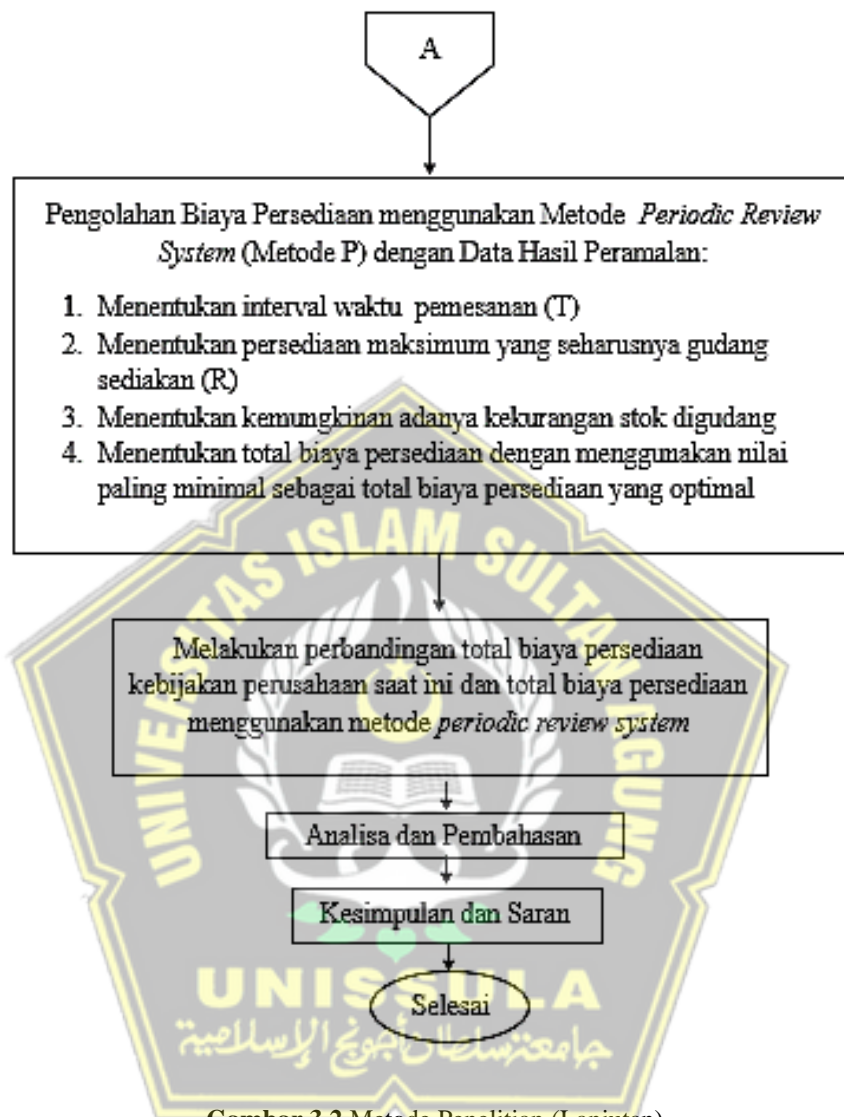 A
Pengolahan Biaya Persediaan menggunakan Metode Periodic Review
System (Metode P) dengan Data Hasil Peramalan:
1. Menentukan interval waktu pemesanan (T)
2. Menentukan persediaan maksimum yang seharusnya gudang
sediakan (R)
3. Menentukan kemungkinan adanya kekurangan stok digudang
4. Menentukan total biaya persediaan dengan menggunakan nilai
paling minimal sebagai total biaya persediaan yang optimal
UNIVERSITAS ISLAM SULTAN AGUNG
Melakukan perbandingan total biaya persediaan
kebijakan perusahaan saat ini dan total biaya persediaan
menggunakan metode periodic review system
Analisa dan Pembahasan
Kesimpulan dan Saran
UNISSULA
Selesai
جامعة سلطان أجونج الإسلامية
Gambar 3.2 Metode Penelitian (Lanjutan)